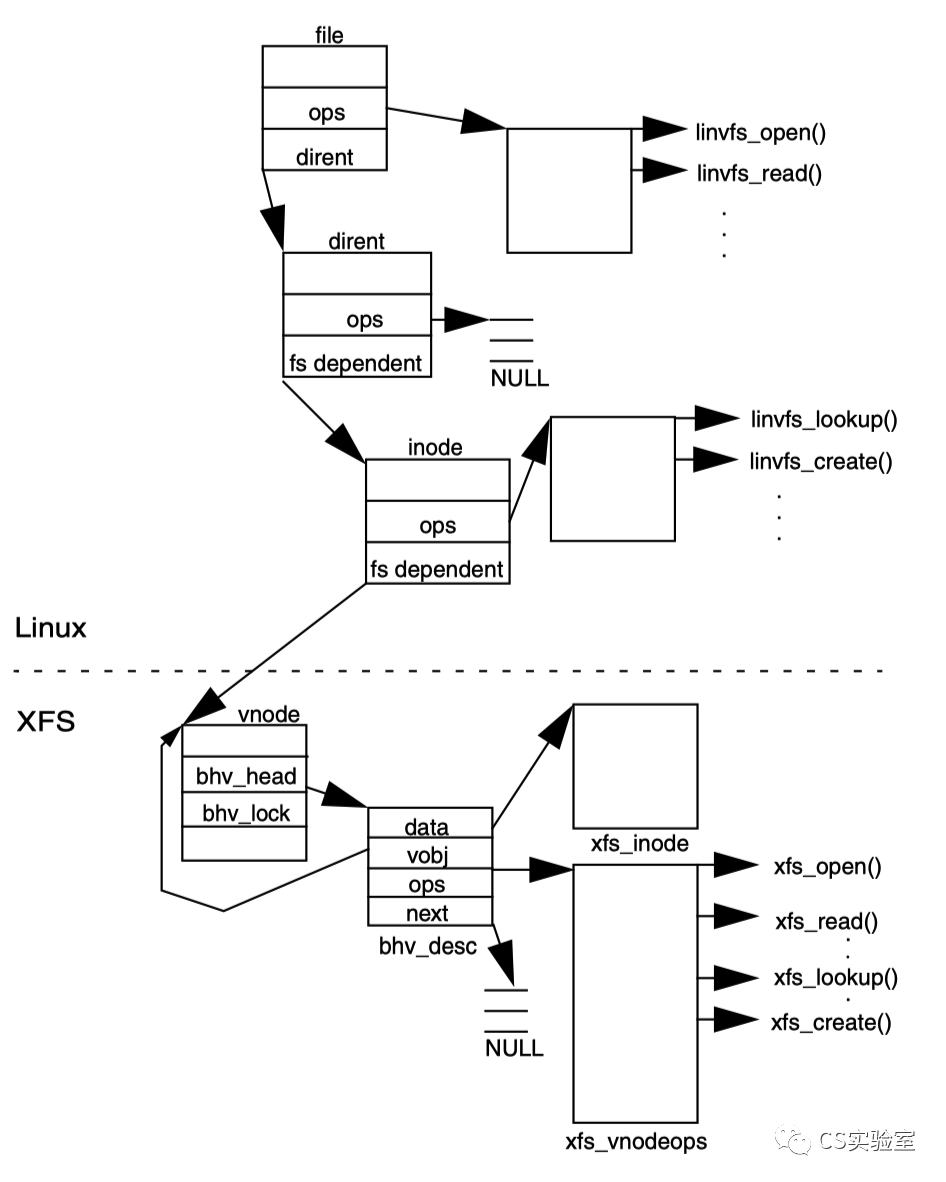 file
ops
dirent
linvfs_open()
linvfs_read()
dirent
ops
fs dependent
NULL
inode
ops
fs dependent
linvfs_lookup()
linvfs_create()
Linux
XFS
vnode
bhv_head
bhv_lock
data
vobj
ops
next
bhv_desc
NULL
xfs_inode
xfs_open()
xfs_read()
xfs_lookup()
xfs_create()
xfs_vnodeops
CS实验室